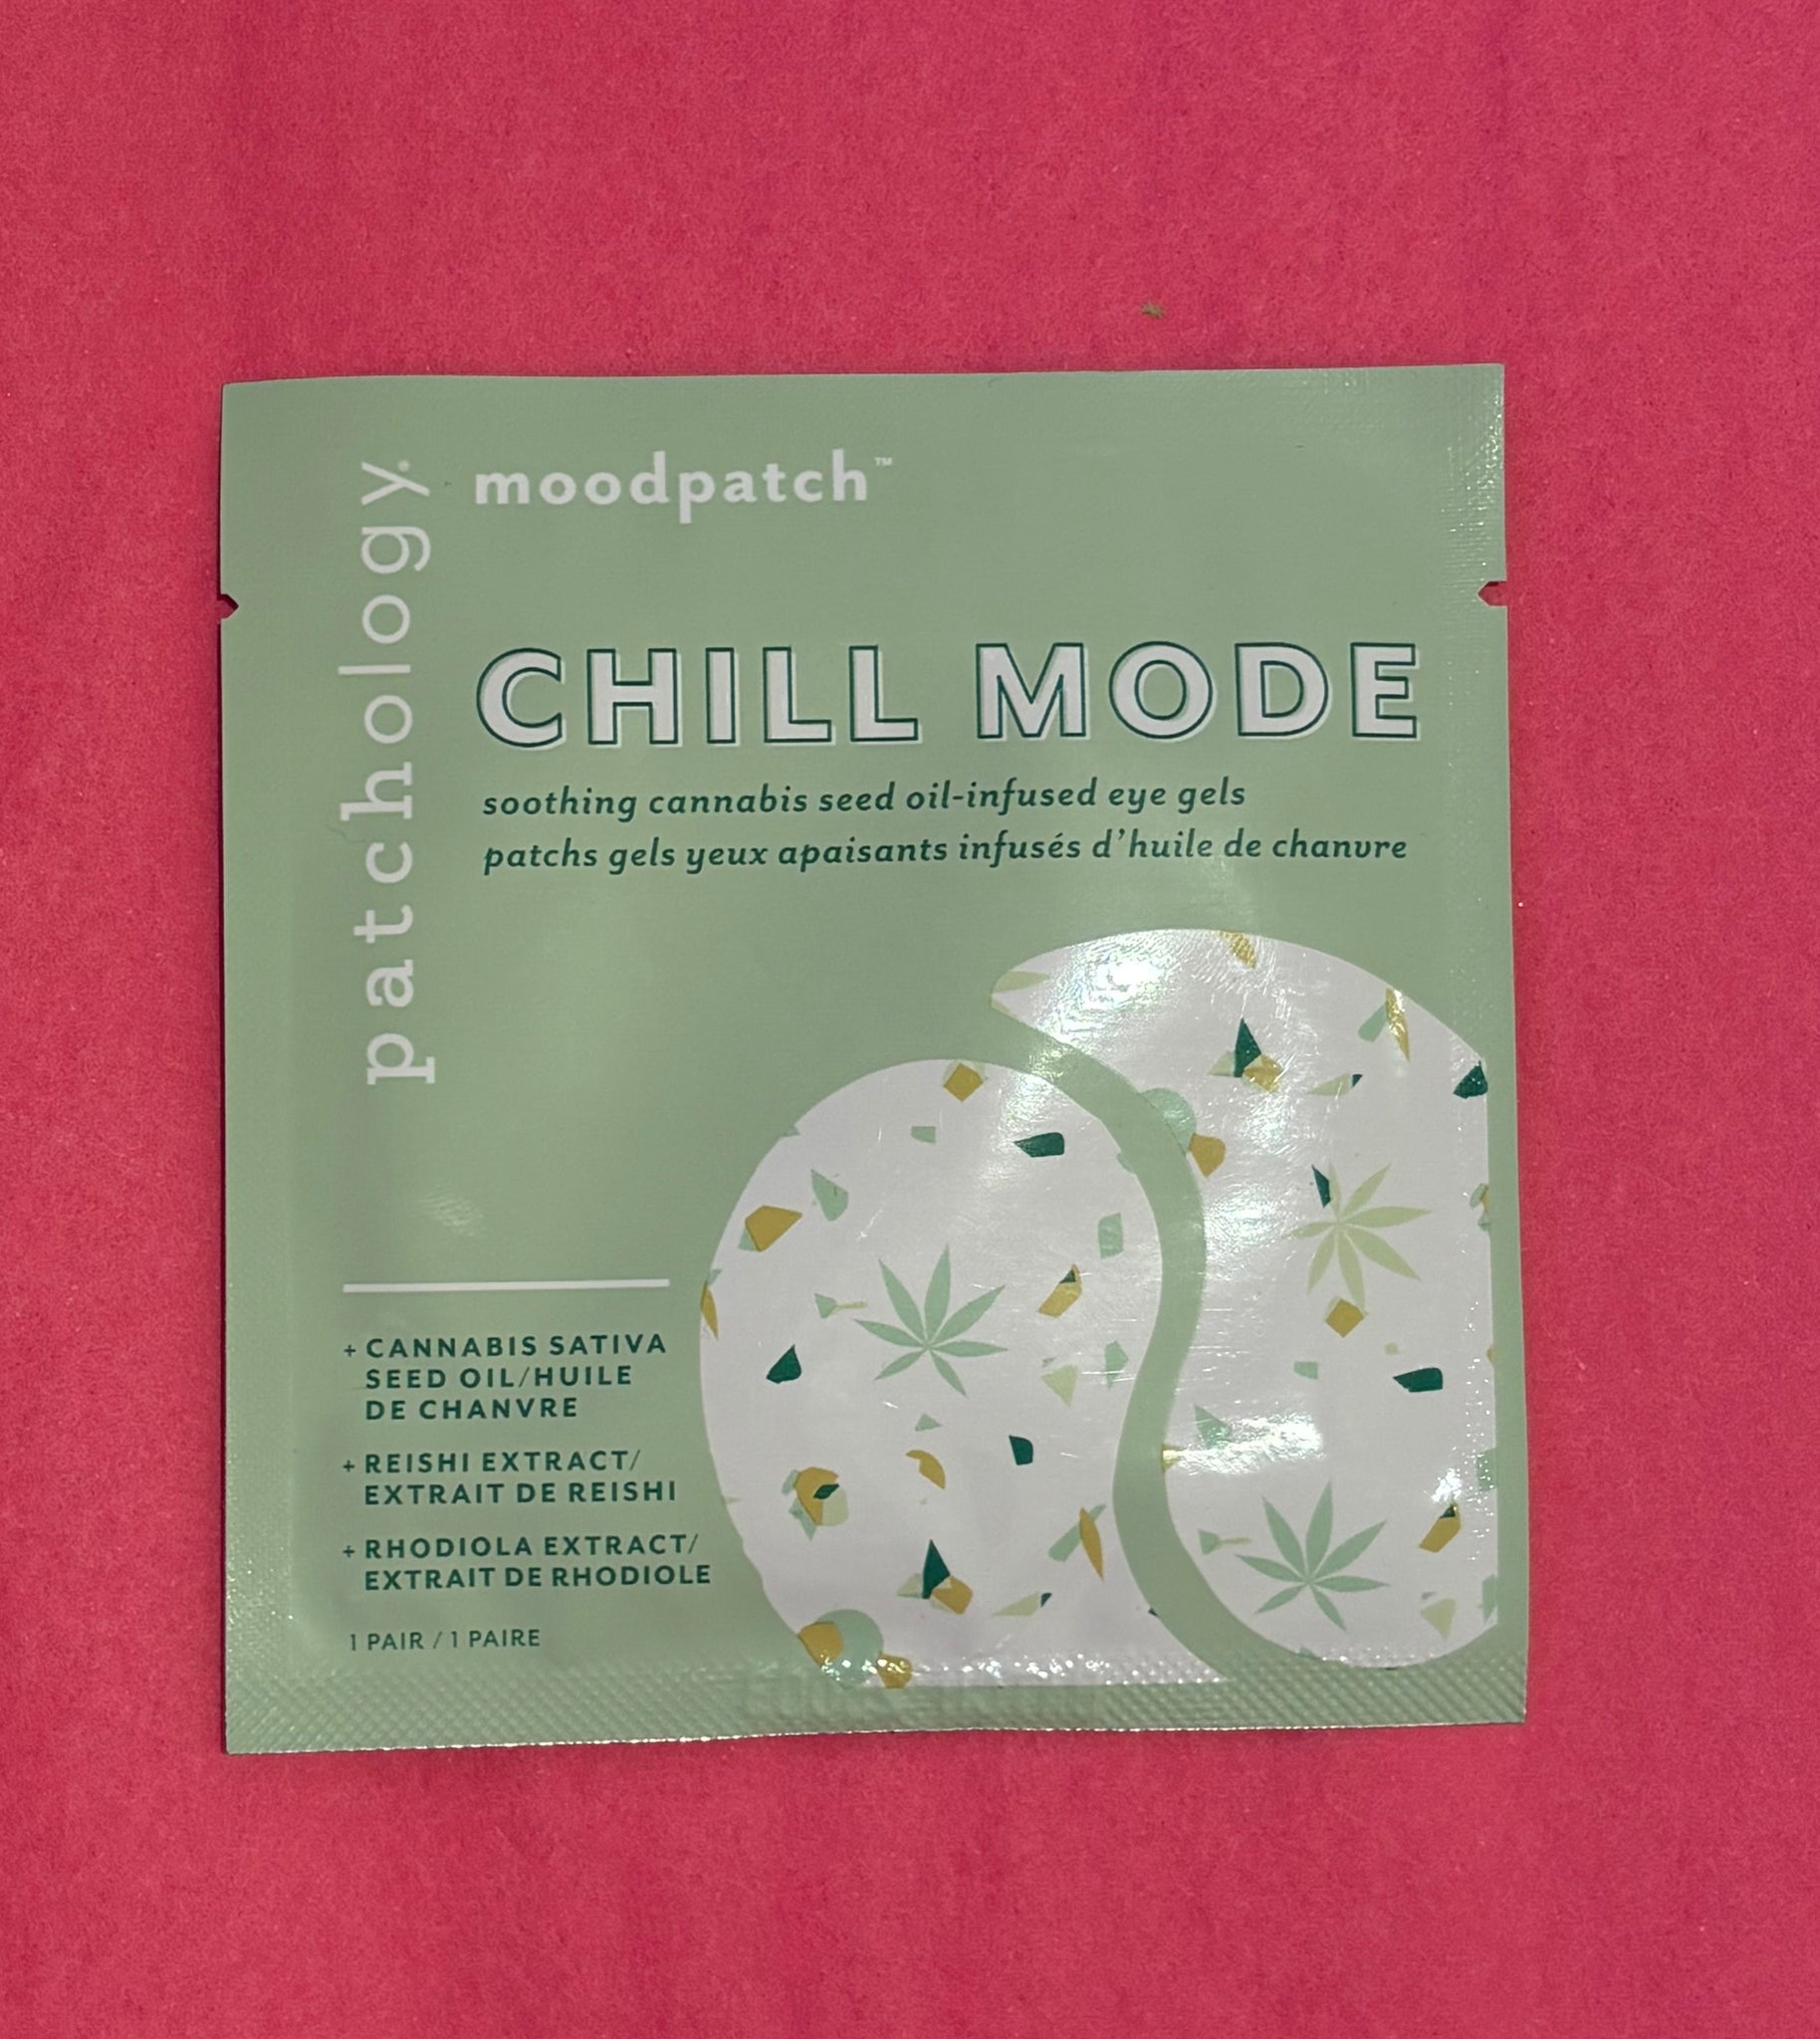 patchology.
moodpatch™
CHILL MODE
soothing cannabis seed oil-infused eye gels
patchs gels yeux apaisants infusés d'huile de chanvre
+ CANNABIS SATIVA
SEED OIL/HUILE
DE CHANVRE
+ REISHI EXTRACT/
EXTRAIT DE REISHI
+ RHODIOLA EXTRACT/
EXTRAIT DE RHODIOLE
1 PAIR / 1 PAIRE